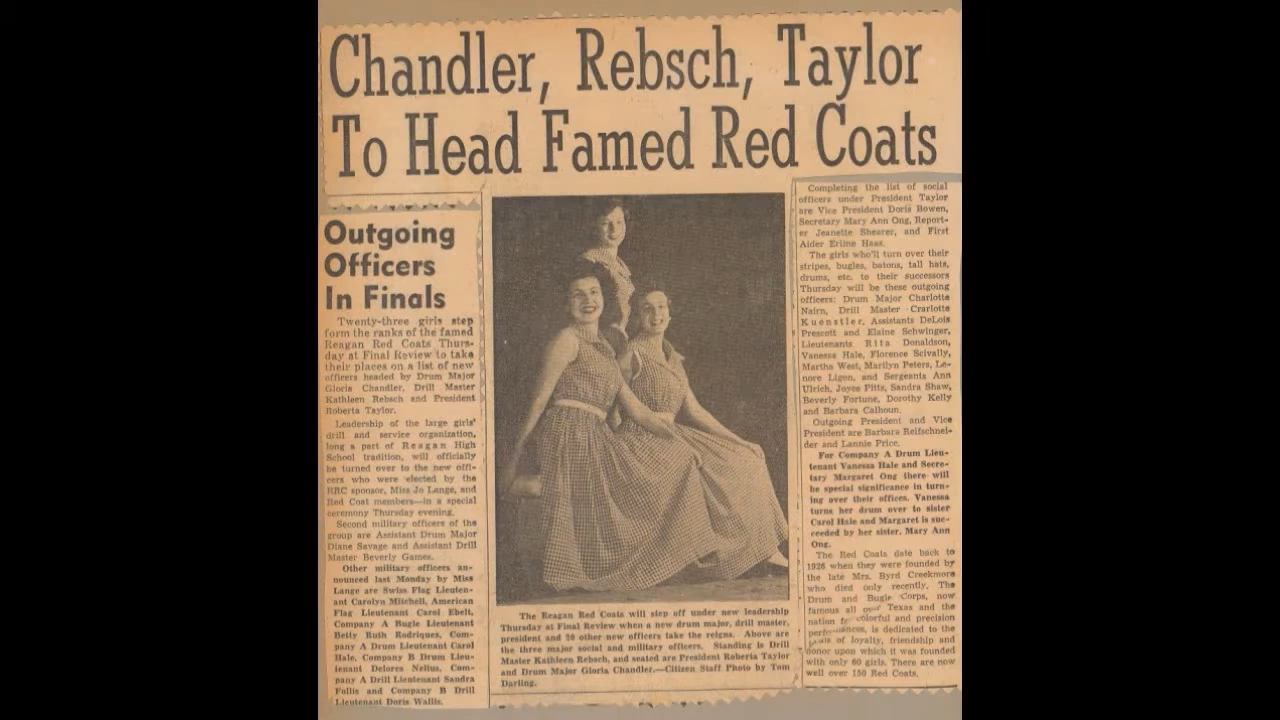 Chandler, Rebsch, Taylor
To Head Famed Red Coats
Outgoing
Officers
In Finals
Twenty-three girls step
form the ranks of the famed
Reagan Red Coats Thurs-
day at Final Review to take
their places on a list of new
officers headed by Drum Major
Gloria Chandler, Drill Master
Kathleen Rebsch and President
Roberta Taylor.
Leadership of the large girls'
drill and service organization,
long a part of Reagan High
School tradition, will officially
be turned over to the new offi-
cers who were elected by the
RRC sponsor, Miss Jo Lange, and
Red Coat members—in a special
ceremony Thursday evening.
Second military officers of the
group are Assistant Drum Major
Diane Savage and Assistant Drill
Master Beverly Games.
Other military officers an-
nounced last Monday by Miss
Lange are Swiss Flag Lieuten-
ant Carolyn Mitchell, American
Flag Lieutenant Carol Ebelt,
Company A Bugle Lieutenant
Betty Ruth Rodriques, Com-
pany A Drum Lieutenant Carol
Hale, Company B Drum Lieu-
tenant Delores Nelius, Com-
pany A Drill Lieutenant Sandra
Follis and Company B Drill
Lieutenant Doris Wallis.
The Reagan Red Coats will step off under new leadership
Thursday at Final Review when a new drum major, drill master,
president and 20 other new officers take the reigns. Above are
the three major social and military officers. Standing is Drill
Master Kathleen Rebsch, and seated are President Roberta Taylor
and Drum Major Gloria Chandler.—Citizen Staff Photo by Tom
Darling.
Completing the list of social
officers under President Taylor
are Vice President Doris Bowen,
Secretary Mary Ann Ong, Report-
er Jeanette Shearer, and First
Aider Erline Haas.
The girls who'll turn over their
stripes, bugles, batons, tall hats,
drums, etc. to their successors
Thursday will be these outgoing
officers: Drum Major Charlotte
Nairn, Drill Master Crarlotte
Kuenstler, Assistants DeLois
Prescott and Elaine Schwinger,
Lieutenants Rita Donaldson,
Vanessa Hale, Florence Scivally,
Martha West, Marilyn Peters, Le-
nore Ligon, and Sergeants Ann
Ulrich, Joyce Pitts, Sandra Shaw,
Beverly Fortune, Dorothy Kelly
and Barbara Calhoun.
Outgoing President and Vice
President are Barbara Reifschnei-
der and Lannie Price.
For Company A Drum Lieu-
tenant Vanessa Hale and Secre-
tary Margaret Ong there will
be special significance in turn-
ing over their offices. Vanessa
turns her drum over to sister
Carol Hale and Margaret is suc-
ceeded by her sister, Mary Ann
Ong.
The Red Coats date back to
1926 when they were founded by
the late Mrs. Byrd Creekmore
who died only recently. The
Drum and Bugle Corps, now
famous all over Texas and the
nation colorful and precision
is dedicated to the
of loyalty, friendship and
honor upon which it was founded
with only 60 girls. There are now
well over 150 Red Coats.